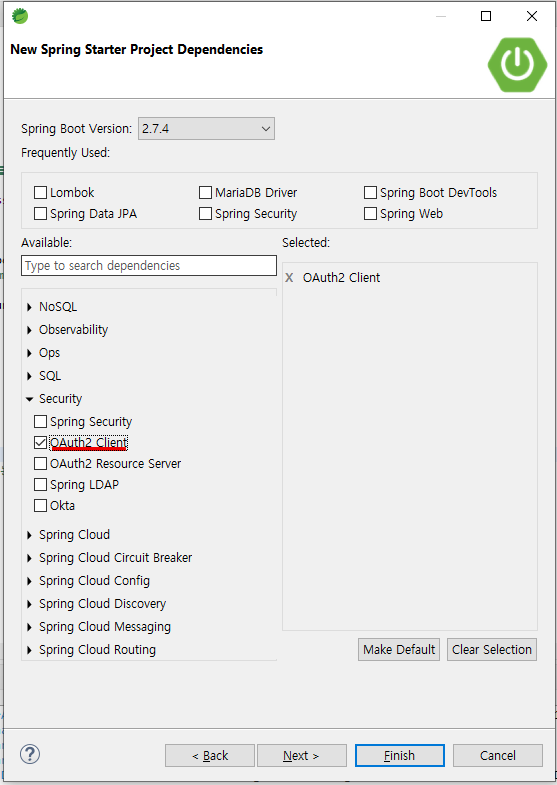 New Spring Starter Project Dependencies
Spring Boot Version: 2.7.4
Frequently Used:
Lombok MariaDB Driver Spring Boot DevTools
Spring Data JPA Spring Security Spring Web
Available: Selected:
Type to search dependencies
X OAuth2 Client
NoSQL
Observability
Ops
SQL
Security
Spring Security
OAuth2 Client
OAuth2 Resource Server
Spring LDAP
Okta
Spring Cloud
Spring Cloud Circuit Breaker
Spring Cloud Config
Spring Cloud Discovery
Spring Cloud Messaging
Spring Cloud Routing
Make Default Clear Selection
? < Back Next > Finish Cancel